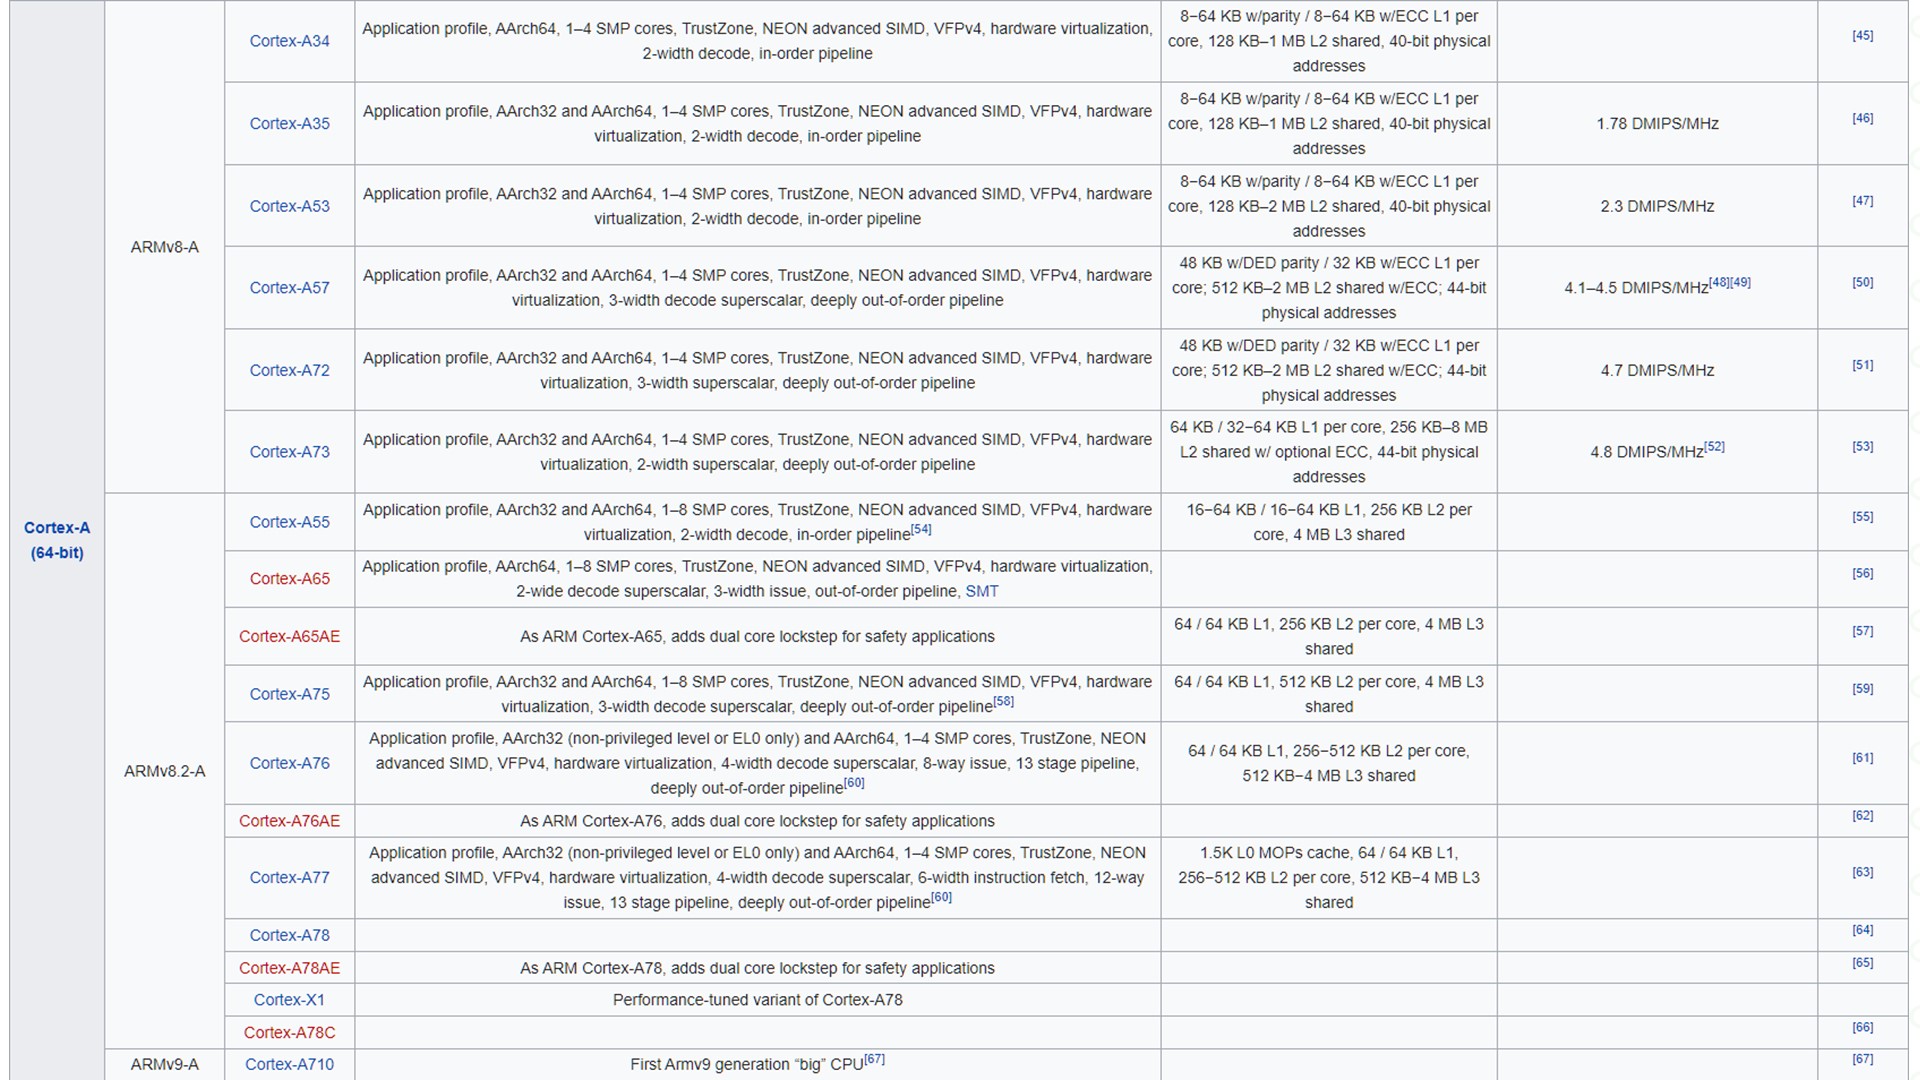 Cortex-A
(64-bit)
ARMv8-A
Cortex-A34
Application profile, AArch64, 1–4 SMP cores, TrustZone, NEON advanced SIMD, VFPv4, hardware virtualization,
2-width decode, in-order pipeline
8−64 KB w/parity / 8−64 KB w/ECC L1 per
core, 128 KB–1 MB L2 shared, 40-bit physical
addresses
[45]
Cortex-A35
Application profile, AArch32 and AArch64, 1–4 SMP cores, TrustZone, NEON advanced SIMD, VFPv4, hardware
virtualization, 2-width decode, in-order pipeline
8−64 KB w/parity / 8−64 KB w/ECC L1 per
core, 128 KB–1 MB L2 shared, 40-bit physical
addresses
1.78 DMIPS/MHz
[46]
Cortex-A53
Application profile, AArch32 and AArch64, 1–4 SMP cores, TrustZone, NEON advanced SIMD, VFPv4, hardware
virtualization, 2-width decode, in-order pipeline
8−64 KB w/parity / 8−64 KB w/ECC L1 per
core, 128 KB–2 MB L2 shared, 40-bit physical
addresses
2.3 DMIPS/MHz
[47]
Cortex-A57
Application profile, AArch32 and AArch64, 1–4 SMP cores, TrustZone, NEON advanced SIMD, VFPv4, hardware
virtualization, 3-width decode superscalar, deeply out-of-order pipeline
48 KB w/DED parity / 32 KB w/ECC L1 per
core; 512 KB–2 MB L2 shared w/ECC; 44-bit
physical addresses
4.1–4.5 DMIPS/MHz[48][49]
[50]
Cortex-A72
Application profile, AArch32 and AArch64, 1–4 SMP cores, TrustZone, NEON advanced SIMD, VFPv4, hardware
virtualization, 3-width superscalar, deeply out-of-order pipeline
48 KB w/DED parity / 32 KB w/ECC L1 per
core; 512 KB–2 MB L2 shared w/ECC; 44-bit
physical addresses
4.7 DMIPS/MHz
[51]
Cortex-A73
Application profile, AArch32 and AArch64, 1–4 SMP cores, TrustZone, NEON advanced SIMD, VFPv4, hardware
virtualization, 2-width superscalar, deeply out-of-order pipeline
64 KB / 32−64 KB L1 per core, 256 KB–8 MB
L2 shared w/ optional ECC, 44-bit physical
addresses
4.8 DMIPS/MHz[52]
[53]
ARMv8.2-A
Cortex-A55
Application profile, AArch32 and AArch64, 1–8 SMP cores, TrustZone, NEON advanced SIMD, VFPv4, hardware
virtualization, 2-width decode, in-order pipeline[54]
16−64 KB / 16−64 KB L1, 256 KB L2 per
core, 4 MB L3 shared
[55]
Cortex-A65
Application profile, AArch64, 1–8 SMP cores, TrustZone, NEON advanced SIMD, VFPv4, hardware virtualization,
2-wide decode superscalar, 3-width issue, out-of-order pipeline, SMT
[56]
Cortex-A65AE
As ARM Cortex-A65, adds dual core lockstep for safety applications
64 / 64 KB L1, 256 KB L2 per core, 4 MB L3
shared
[57]
Cortex-A75
Application profile, AArch32 and AArch64, 1–8 SMP cores, TrustZone, NEON advanced SIMD, VFPv4, hardware
virtualization, 3-width decode superscalar, deeply out-of-order pipeline[58]
64 / 64 KB L1, 512 KB L2 per core, 4 MB L3
shared
[59]
Cortex-A76
Application profile, AArch32 (non-privileged level or EL0 only) and AArch64, 1–4 SMP cores, TrustZone, NEON
advanced SIMD, VFPv4, hardware virtualization, 4-width decode superscalar, 8-way issue, 13 stage pipeline,
deeply out-of-order pipeline[60]
64 / 64 KB L1, 256−512 KB L2 per core,
512 KB−4 MB L3 shared
[61]
Cortex-A76AE
As ARM Cortex-A76, adds dual core lockstep for safety applications
[62]
Cortex-A77
Application profile, AArch32 (non-privileged level or EL0 only) and AArch64, 1–4 SMP cores, TrustZone, NEON
advanced SIMD, VFPv4, hardware virtualization, 4-width decode superscalar, 6-width instruction fetch, 12-way
issue, 13 stage pipeline, deeply out-of-order pipeline[60]
1.5K L0 MOPs cache, 64 / 64 KB L1,
256−512 KB L2 per core, 512 KB−4 MB L3
shared
[63]
Cortex-A78
[64]
Cortex-A78AE
As ARM Cortex-A78, adds dual core lockstep for safety applications
[65]
Cortex-X1
Performance-tuned variant of Cortex-A78
Cortex-A78C
[66]
ARMv9-A
Cortex-A710
First Armv9 generation “big” CPU[67]
[67]